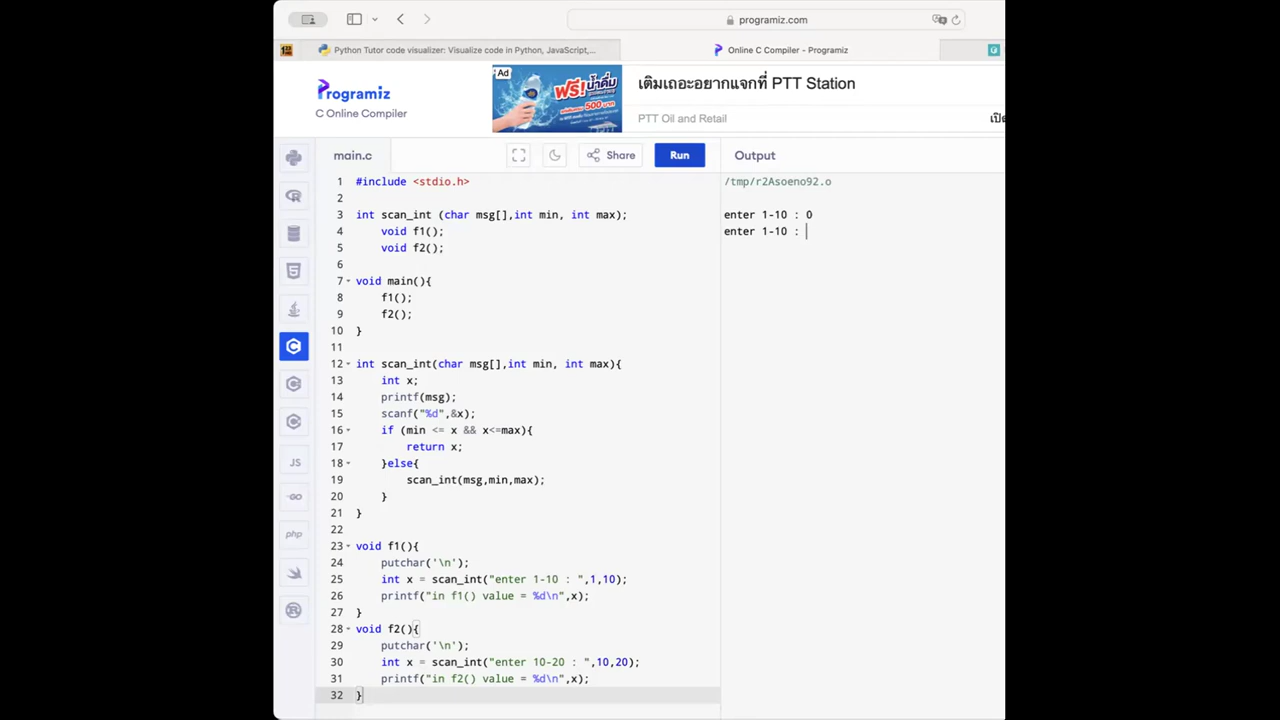 programiz.com
Python Tutor code visualizer: Visualize code in Python, JavaScript,...
Online C Compiler - Programiz
Programiz
C Online Compiler
Ad
ฟรี! น้ำดื่ม
500 บาท
เติมเถอะอยากแจกที่ PTT Station
PTT Oil and Retail
เปิด
main.c
Share
Run
Output
1 #include <stdio.h>
2
3 int scan_int (char msg[],int min, int max);
4 void f1();
5 void f2();
6
7 void main(){
8 f1();
9 f2();
10 }
11
12 int scan_int(char msg[],int min, int max){
13 int x;
14 printf(msg);
15 scanf("%d",&x);
16 if (min <= x && x<=max){
17 return x;
18 }else{
19 scan_int(msg,min,max);
20 }
21 }
22
23 void f1(){
24 putchar('\n');
25 int x = scan_int("enter 1-10 : ",1,10);
26 printf("in f1() value = %d\n",x);
27 }
28 void f2(){
29 putchar('\n');
30 int x = scan_int("enter 10-20 : ",10,20);
31 printf("in f2() value = %d\n",x);
32 }
/tmp/r2Asoeno92.o
enter 1-10 : 0
enter 1-10 :
JS
GO
php